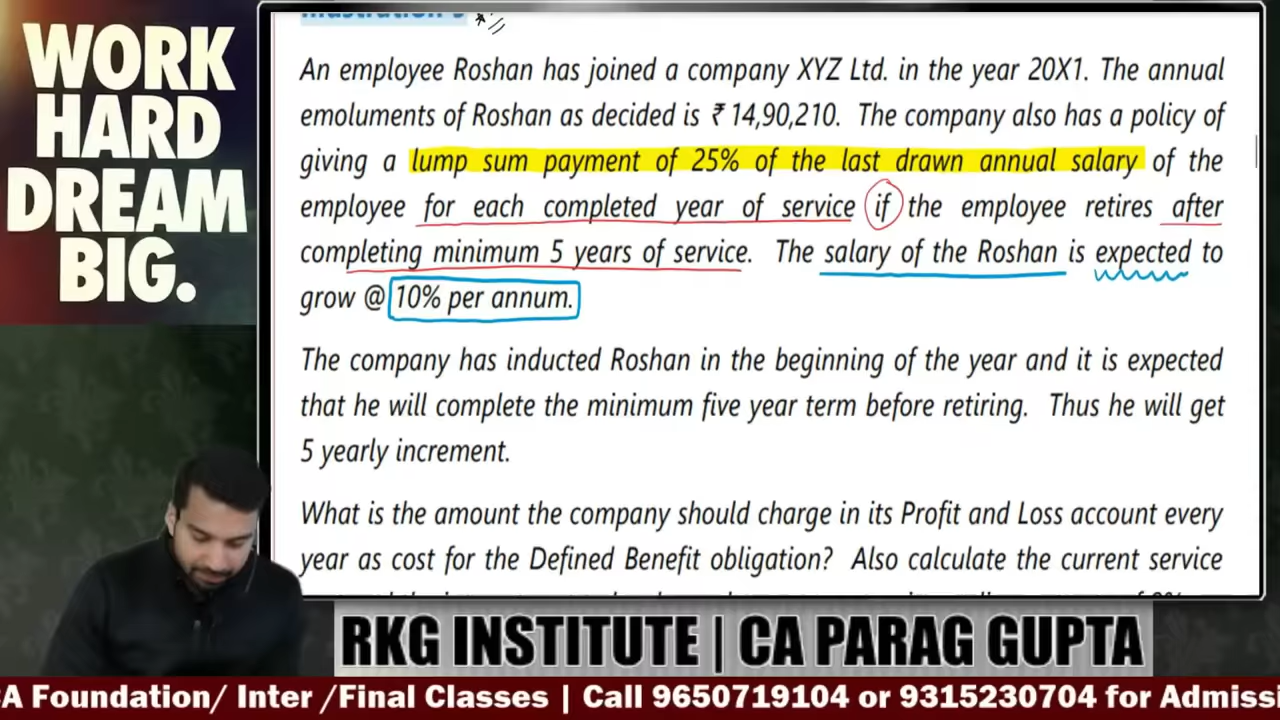 WORK
HARD
DREAM
BIG.
An employee Roshan has joined a company XYZ Ltd. in the year 20X1. The annual
emoluments of Roshan as decided is ₹ 14,90,210. The company also has a policy of
giving a lump sum payment of 25% of the last drawn annual salary of the
employee for each completed year of service if the employee retires after
completing minimum 5 years of service. The salary of the Roshan is expected to
grow @ 10% per annum.
The company has inducted Roshan in the beginning of the year and it is expected
that he will complete the minimum five year term before retiring. Thus he will get
5 yearly increment.
What is the amount the company should charge in its Profit and Loss account every
year as cost for the Defined Benefit obligation? Also calculate the current service
RKG INSTITUTE | CA PARAG GUPTA
CA Foundation/ Inter /Final Classes | Call 9650719104 or 9315230704 for Admissi